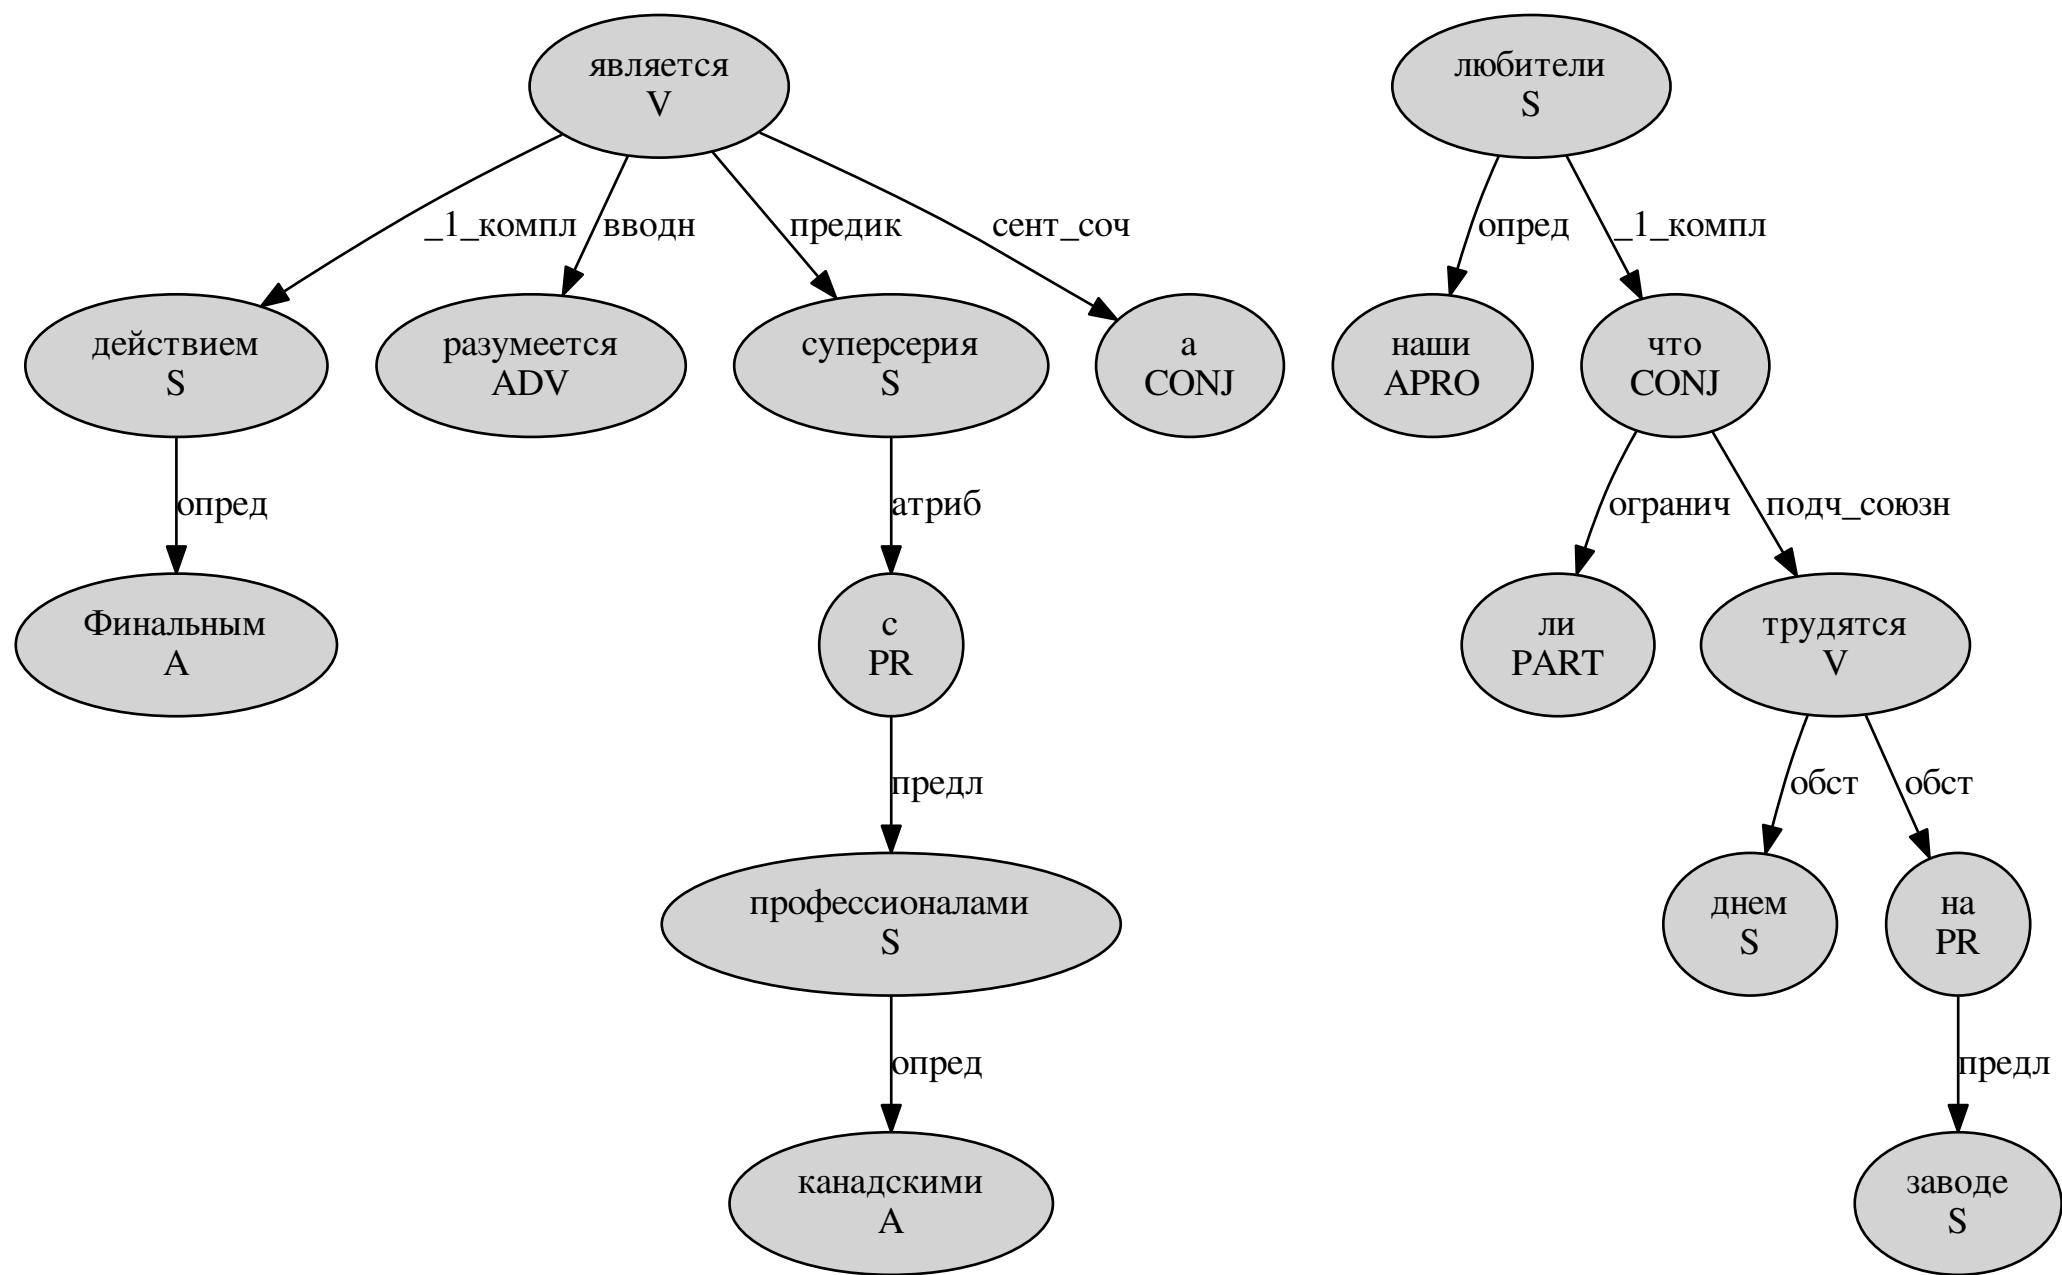 является
V
любители
S
_1_компл
вводн
предик
сент_соч
опред
_1_компл
действием
S
разумеется
ADV
суперсерия
S
а
CONJ
наши
APRO
что
CONJ
опред
атриб
огранич
подч_союзн
Финальным
A
с
PR
ли
PART
трудятся
V
предл
обст
обст
профессионалами
S
днем
S
на
PR
опред
предл
канадскими
A
заводе
S